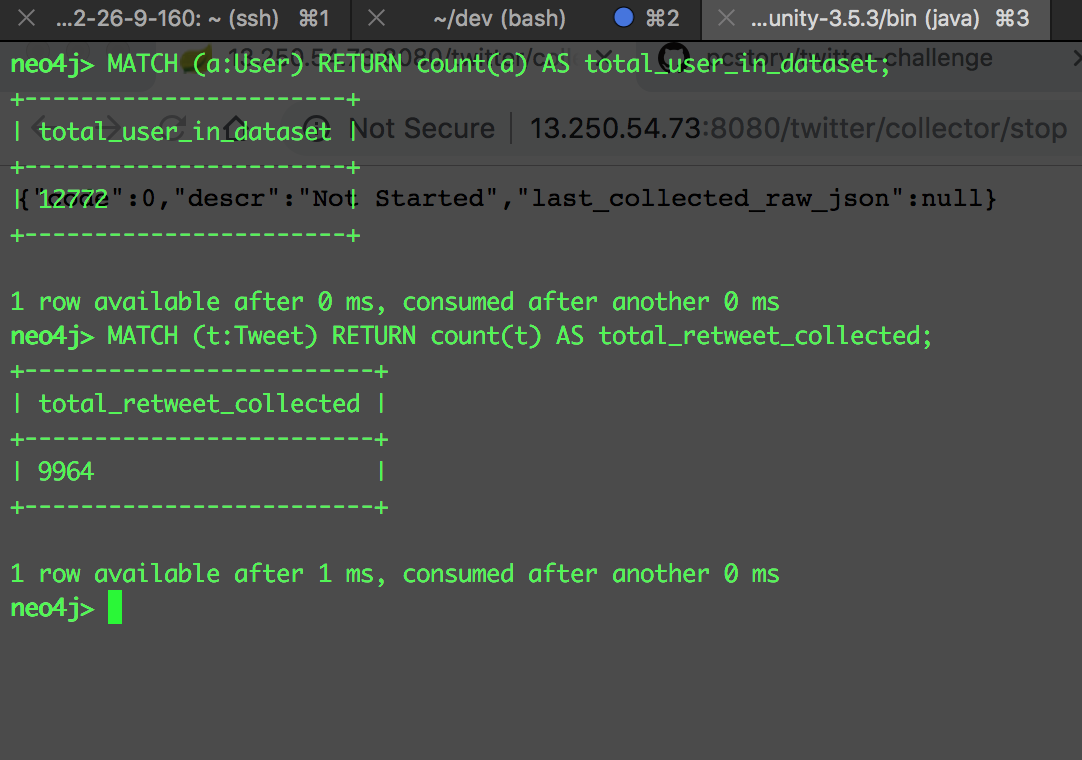 ...2-26-9-160: ~ (ssh) ⌘1 ~/dev (bash) ⌘2 ...unity-3.5.3/bin (java) ⌘3
13.250.54.73:8080/twitter/co ncstory/twitter-challenge
neo4j> MATCH (a:User) RETURN count(a) AS total_user_in_dataset;
+-----------------------+
| total_user_in_dataset |
Not Secure | 13.250.54.73:8080/twitter/collector/stop
+-----------------------+
| 12772 |
{"code":0,"descr":"Not Started","last_collected_raw_json":null}
+-----------------------+
1 row available after 0 ms, consumed after another 0 ms
neo4j> MATCH (t:Tweet) RETURN count(t) AS total_retweet_collected;
+-------------------------+
| total_retweet_collected |
+-------------------------+
| 9964 |
+-------------------------+
1 row available after 1 ms, consumed after another 0 ms
neo4j>